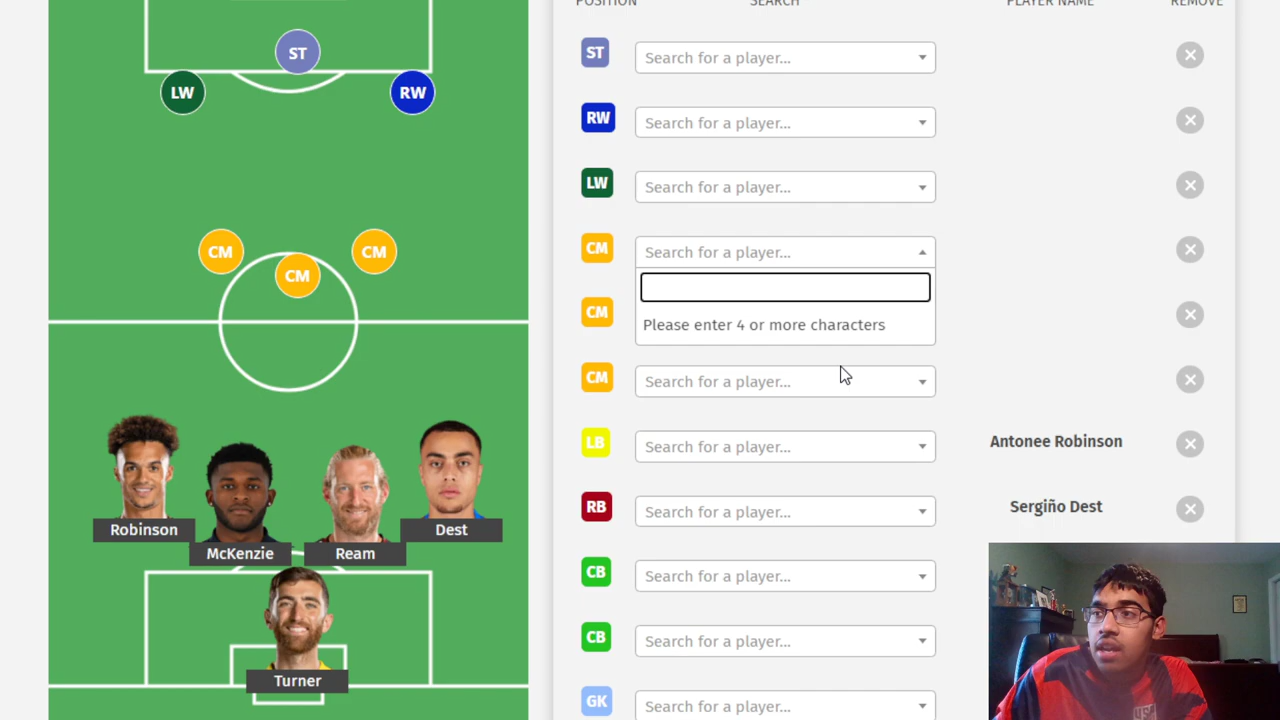 POSITION SEARCH PLAYER NAME REMOVE
ST
LW
RW
CM
CM
CM
Robinson
McKenzie
Ream
Dest
Turner
ST Search for a player...
RW Search for a player...
LW Search for a player...
CM Search for a player...
Please enter 4 or more characters
CM
CM Search for a player...
LB Search for a player... Antonee Robinson
RB Search for a player... Sergiño Dest
CB Search for a player...
CB Search for a player...
GK Search for a player...